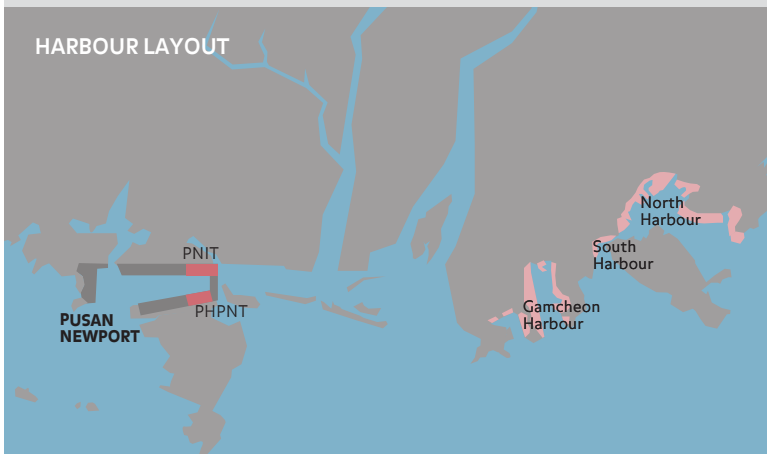 HARBOUR LAYOUT
PNIT
PHPNT
PUSAN
NEWPORT
North
Harbour
South
Harbour
Gamcheon
Harbour